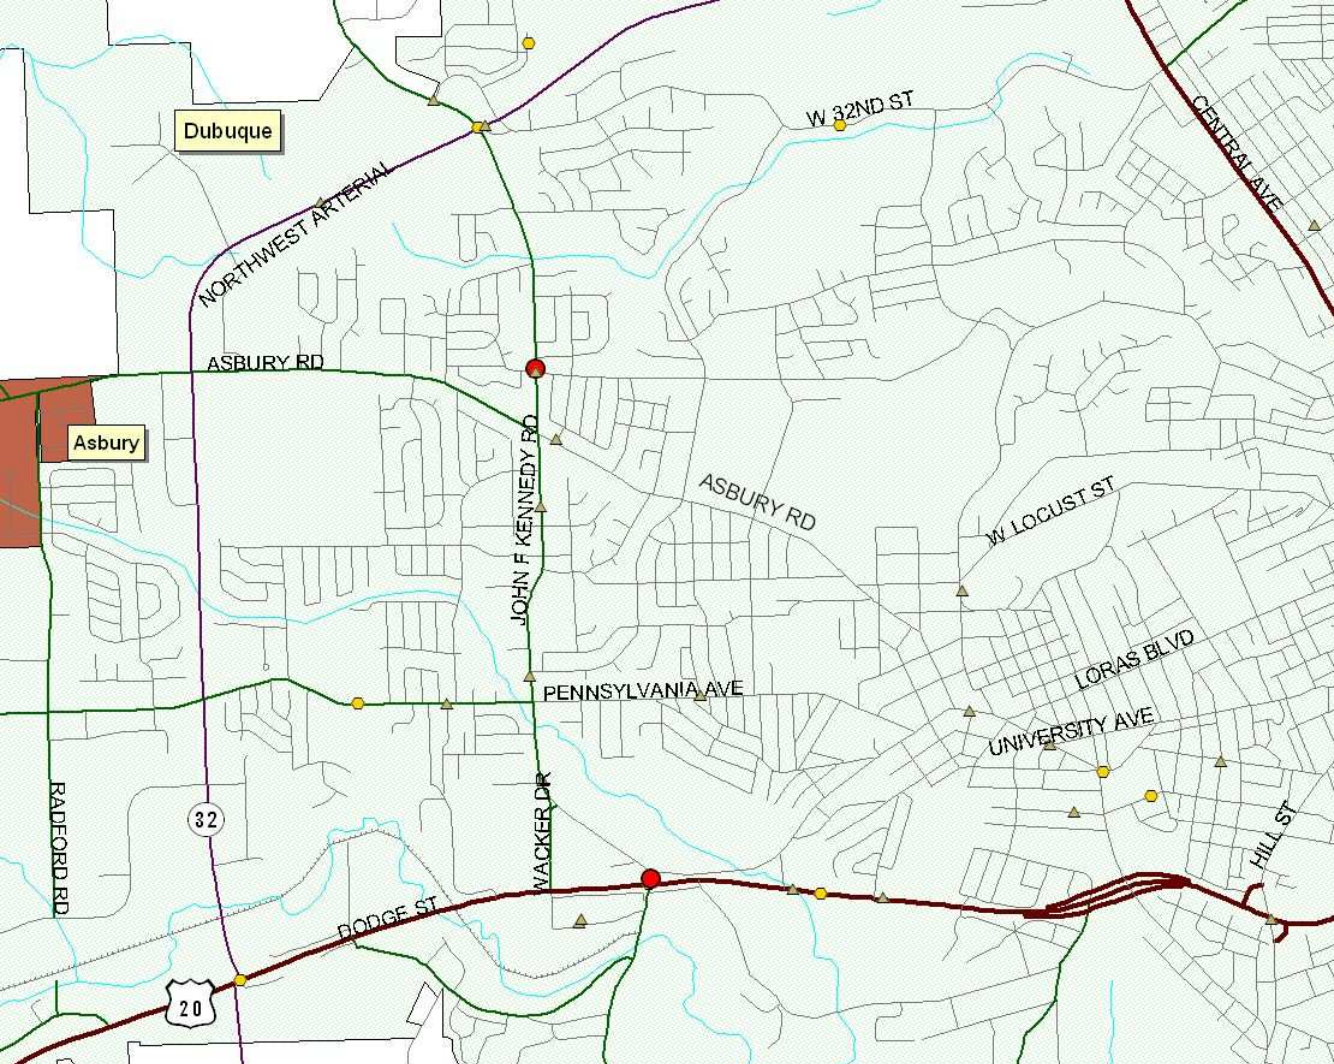 W 32ND ST
CENTRAL AVE
Dubuque
NORTHWEST ARTERIAL
ASBURY RD
Asbury
JOHN F KENNEDY RD
ASBURY RD
W LOCUST ST
LORAS BLVD
PENNSYLVANIA AVE
UNIVERSITY AVE
RADFORD RD
32
WACKER DR
HILL ST
DODGE ST
20